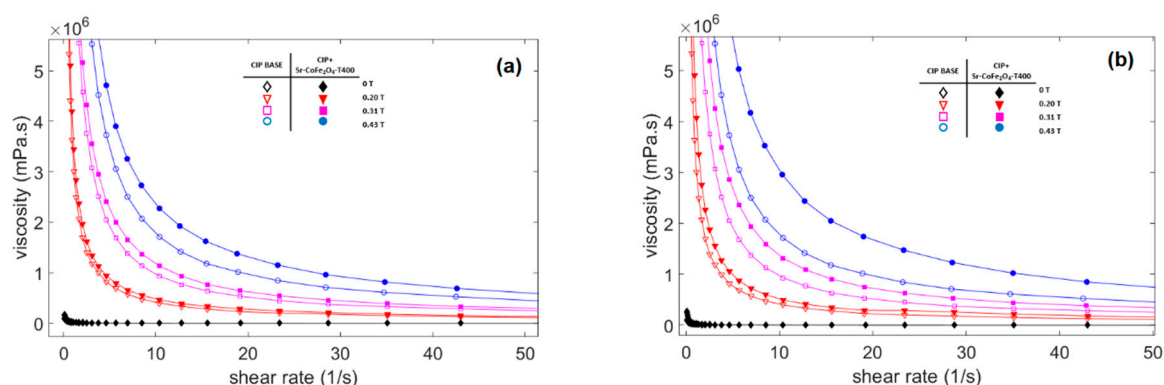 ×10⁶
(a)
CIP BASE
CIP+
Sr-CoFe₂O₄-T400
0 T
0.20 T
0.31 T
0.43 T
viscosity (mPa.s)
5
4
3
2
1
0
0 10 20 30 40 50
shear rate (1/s)
×10⁶
(b)
CIP BASE
CIP+
Sr-CoFe₂O₄-T400
0 T
0.20 T
0.31 T
0.43 T
viscosity (mPa.s)
5
4
3
2
1
0
0 10 20 30 40 50
shear rate (1/s)